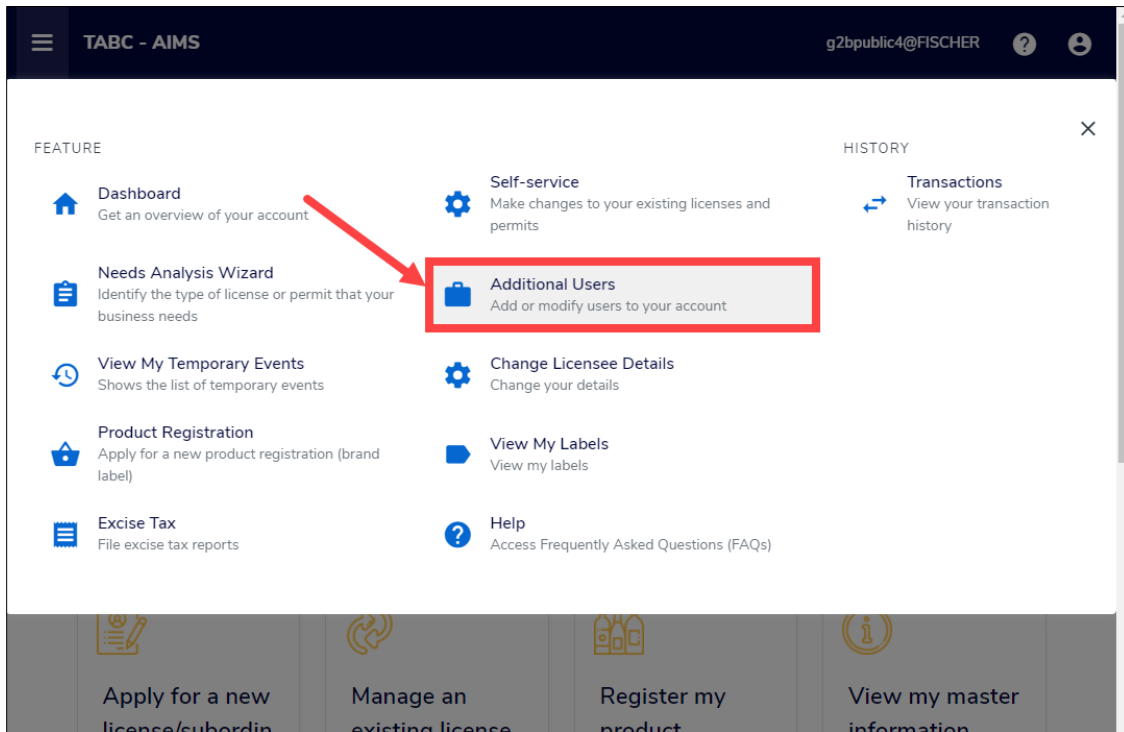 TABC - AIMS
g2bpublic4@FISCHER
FEATURE
HISTORY
Dashboard
Get an overview of your account
Self-service
Make changes to your existing licenses and
permits
Transactions
View your transaction
history
Needs Analysis Wizard
Identify the type of license or permit that your
business needs
Additional Users
Add or modify users to your account
View My Temporary Events
Shows the list of temporary events
Change Licensee Details
Change your details
Product Registration
Apply for a new product registration (brand
label)
View My Labels
View my labels
Excise Tax
File excise tax reports
Help
Access Frequently Asked Questions (FAQs)
Apply for a new
license/subordin
Manage an
existing license
Register my
product
View my master
information